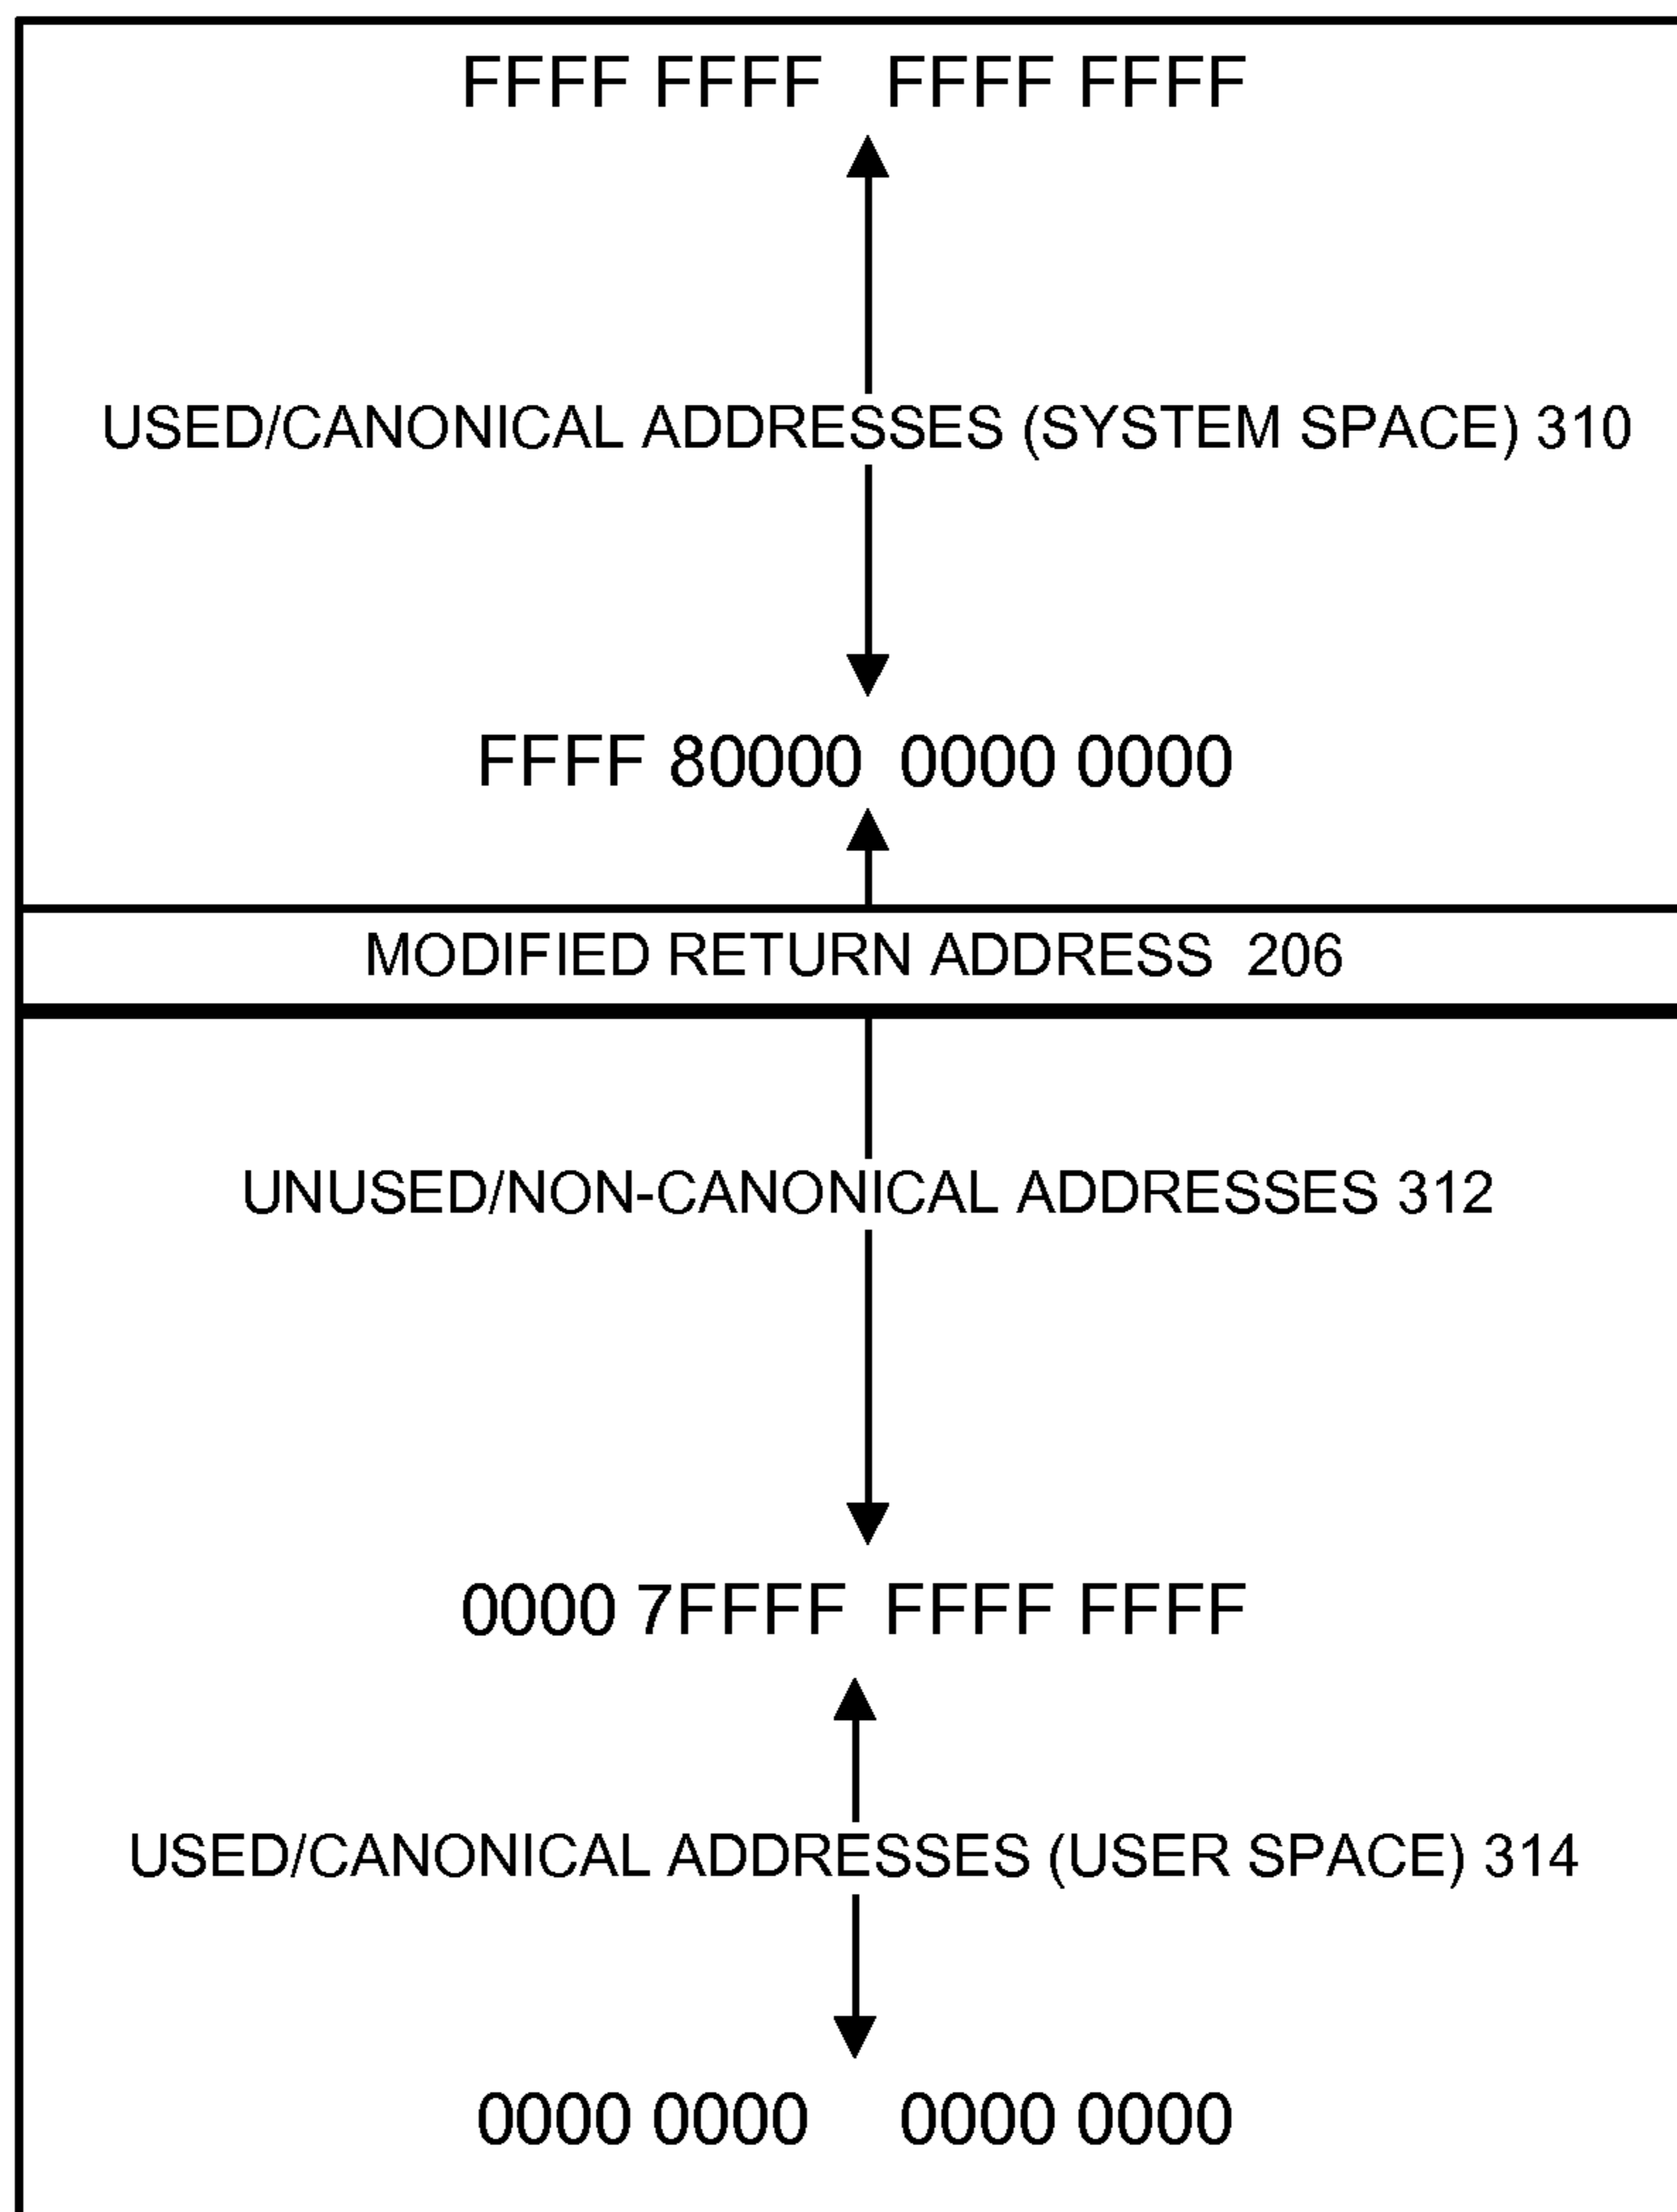 FFFF FFFF FFFF FFFF
USED/CANONICAL ADDRESSES (SYSTEM SPACE) 310
FFFF 80000 0000 0000
MODIFIED RETURN ADDRESS 206
UNUSED/NON-CANONICAL ADDRESSES 312
0000 7FFFF FFFF FFFF
USED/CANONICAL ADDRESSES (USER SPACE) 314
0000 0000 0000 0000